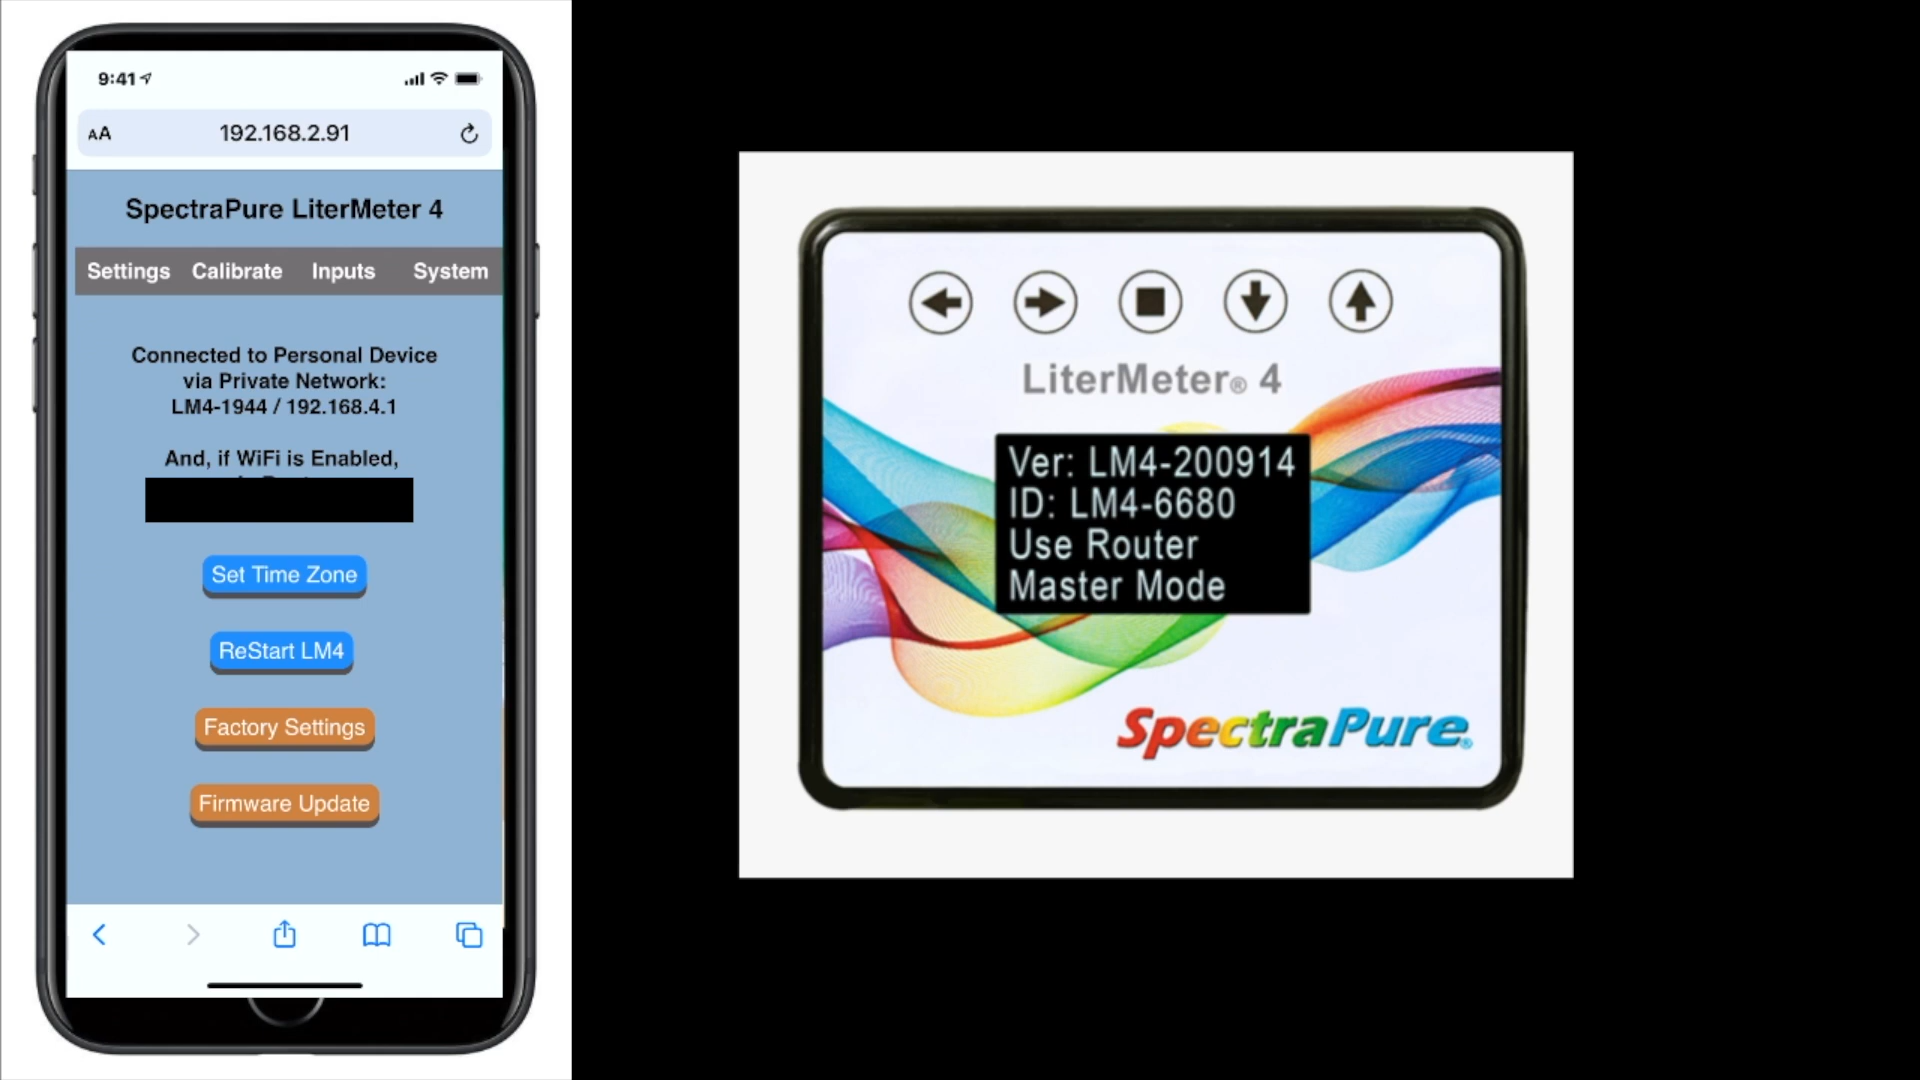 9:41
AA
192.168.2.91
SpectraPure LiterMeter 4
Settings Calibrate Inputs System
Connected to Personal Device
via Private Network:
LM4-1944 / 192.168.4.1
And, if WiFi is Enabled,
Set Time Zone
ReStart LM4
Factory Settings
Firmware Update
LiterMeter® 4
Ver: LM4-200914
ID: LM4-6680
Use Router
Master Mode
SpectraPure®